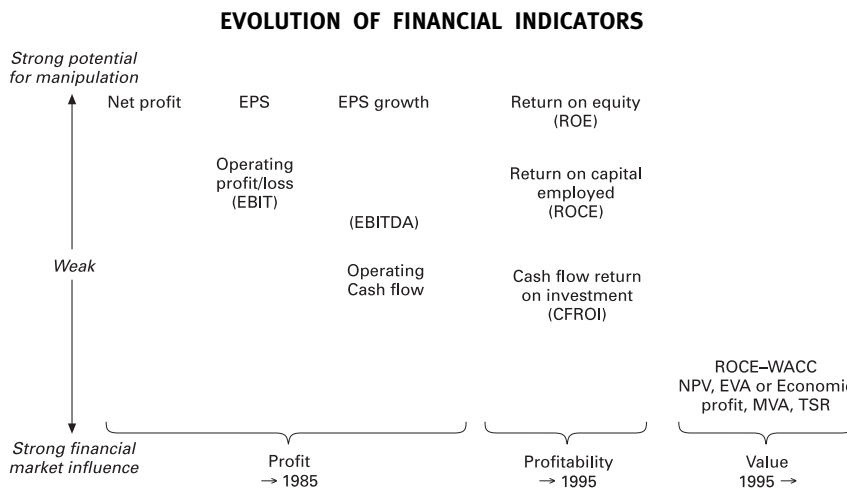 EVOLUTION OF FINANCIAL INDICATORS
Strong potential
for manipulation
Net profit
EPS
EPS growth
Return on equity
(ROE)
Operating
profit/loss
(EBIT)
Return on capital
employed
(ROCE)
(EBITDA)
Weak
Operating
Cash flow
Cash flow return
on investment
(CFROI)
ROCE–WACC
NPV, EVA or Economic
profit, MVA, TSR
Strong financial
market influence
Profit
→ 1985
Profitability
→ 1995
Value
1995 →